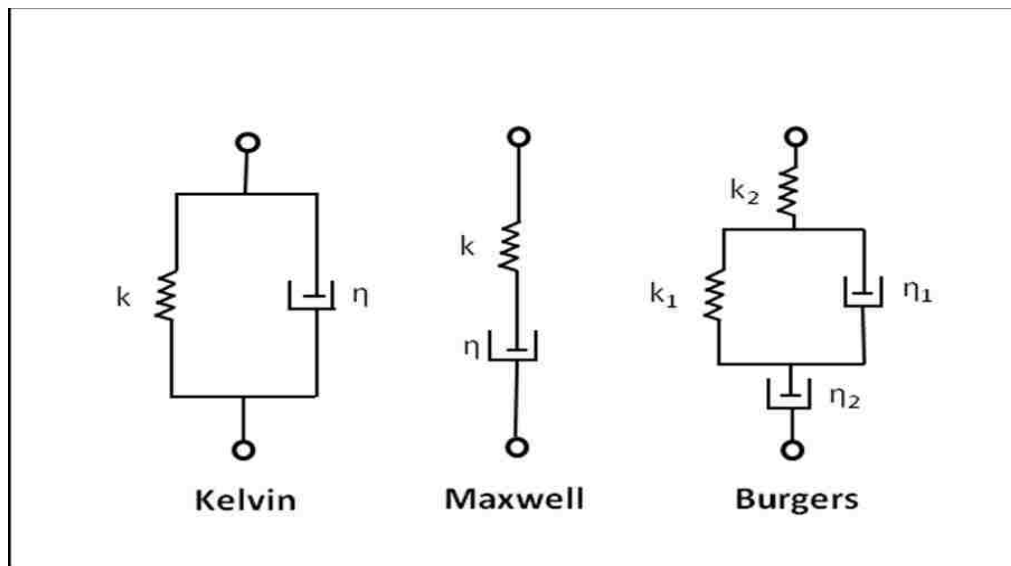 k
η
Kelvin
k
η
Maxwell
k₂
k₁
η₁
η₂
Burgers